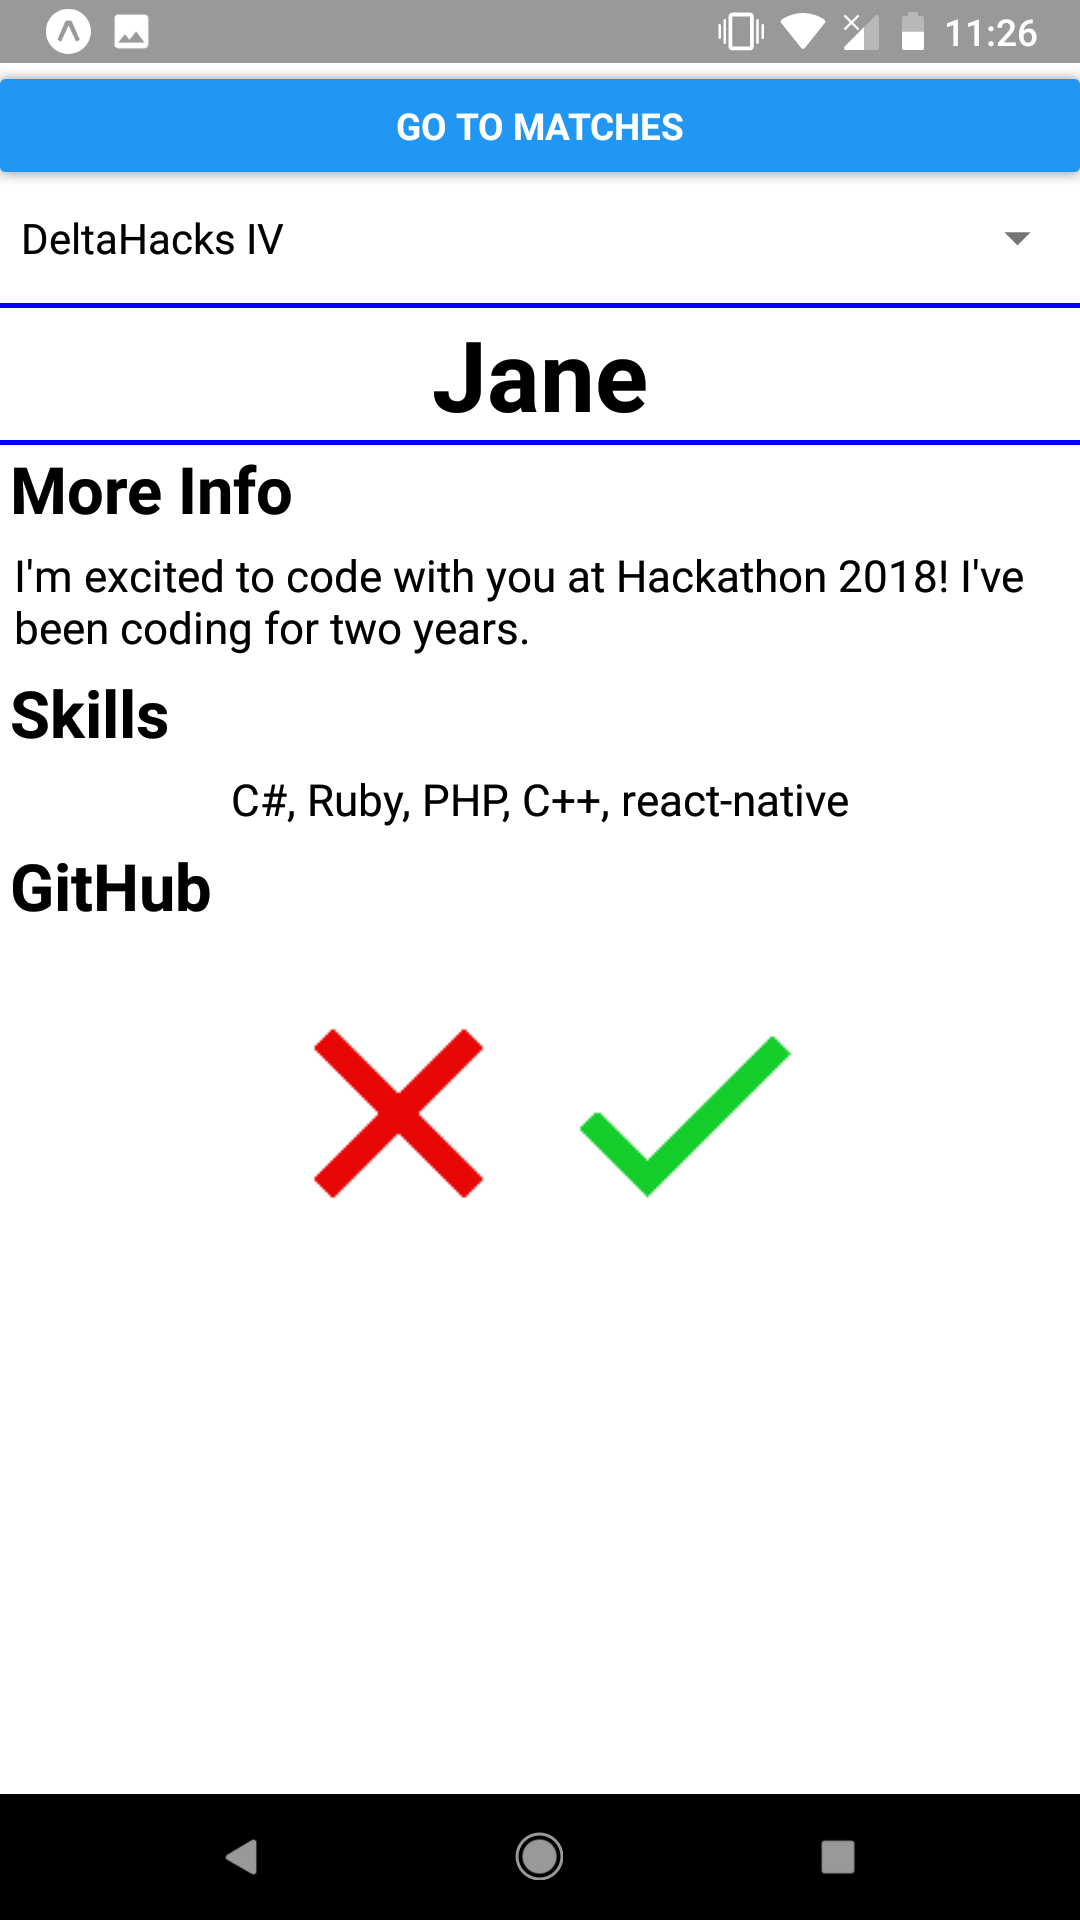 11:26
GO TO MATCHES
DeltaHacks IV
Jane
More Info
I'm excited to code with you at Hackathon 2018! I've
been coding for two years.
Skills
C#, Ruby, PHP, C++, react-native
GitHub